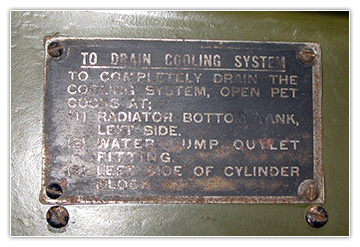 TO DRAIN COOLING SYSTEM
TO COMPLETELY DRAIN THE
COOLING SYSTEM, OPEN PET
COCKS AT;
(1) RADIATOR BOTTOM TANK,
LEFT SIDE.
(2) WATER PUMP OUTLET
FITTING.
(3) LEFT SIDE OF CYLINDER
BLOCK